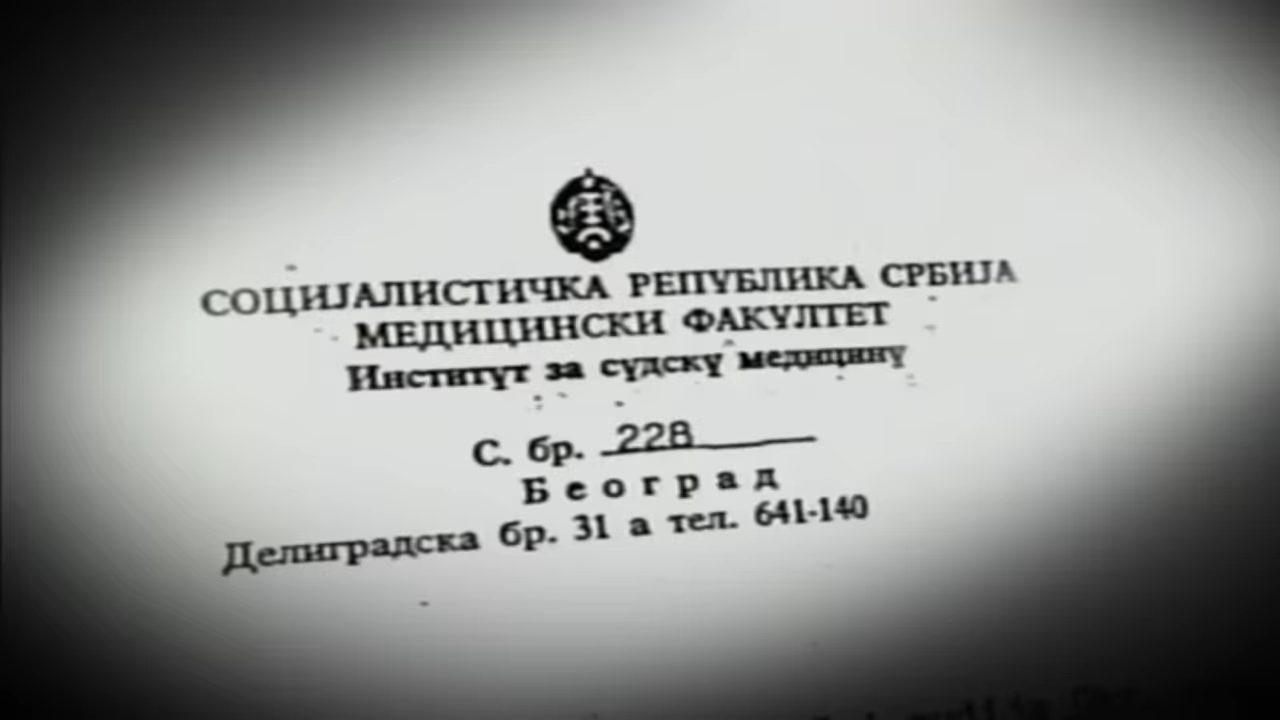 СОЦИЈАЛИСТИЧКА РЕПУБЛИКА СРБИЈА
МЕДИЦИНСКИ ФАКУЛТЕТ
Институт за судску медицину
С. бр. 228
Београд
Делиградска бр. 31 а тел. 641-140